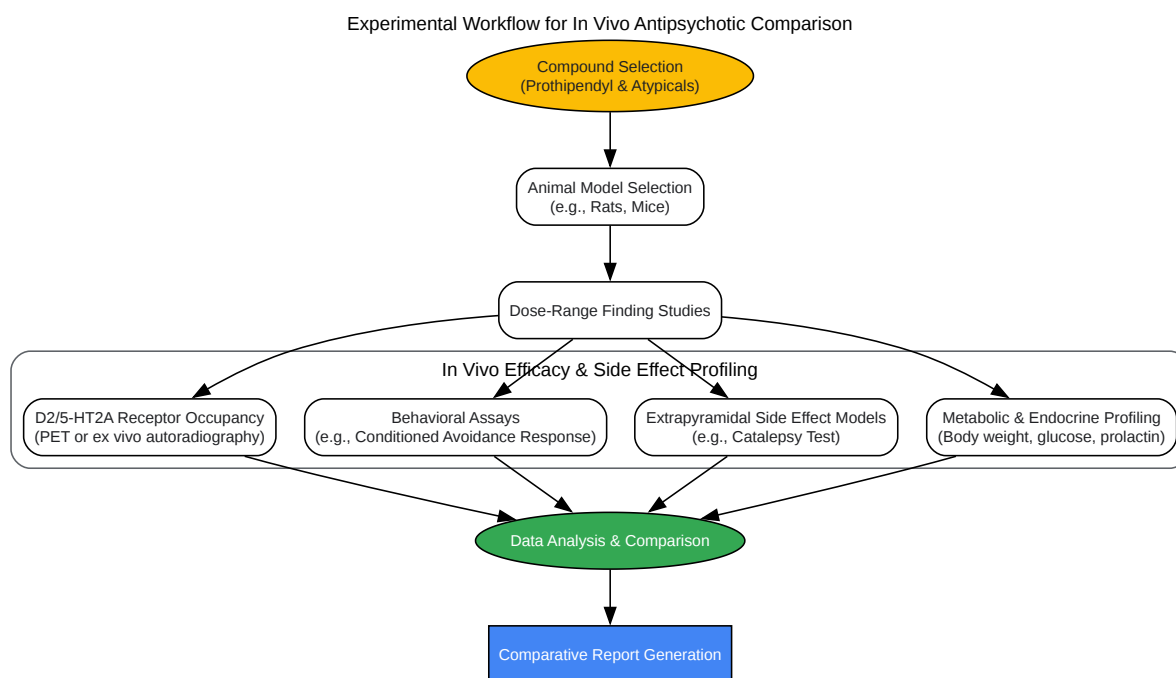 Experimental Workflow for In Vivo Antipsychotic Comparison
Compound Selection
(Prothipendyl & Atypicals)
Animal Model Selection
(e.g., Rats, Mice)
Dose-Range Finding Studies
In Vivo Efficacy & Side Effect Profiling
D2/5-HT2A Receptor Occupancy
(PET or ex vivo autoradiography)
Behavioral Assays
(e.g., Conditioned Avoidance Response)
Extrapyramidal Side Effect Models
(e.g., Catalepsy Test)
Metabolic & Endocrine Profiling
(Body weight, glucose, prolactin)
Data Analysis & Comparison
Comparative Report Generation